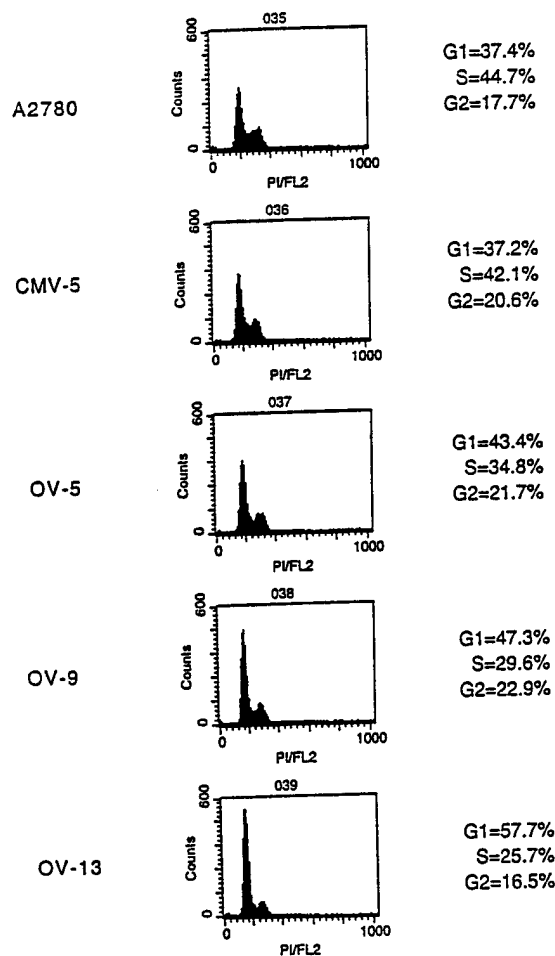 035
600
G1=37.4%
S=44.7%
G2=17.7%
A2780
Counts
0
0
1000
PI/FL2
036
600
G1=37.2%
S=42.1%
G2=20.6%
CMV-5
Counts
0
0
1000
PI/FL2
037
600
G1=43.4%
S=34.8%
G2=21.7%
OV-5
Counts
0
0
1000
PI/FL2
038
600
G1=47.3%
S=29.6%
G2=22.9%
OV-9
Counts
0
0
1000
PI/FL2
039
600
G1=57.7%
S=25.7%
G2=16.5%
OV-13
Counts
0
0
1000
PI/FL2